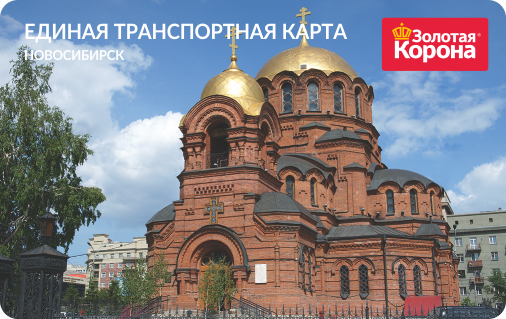 ЕДИНАЯ ТРАНСПОРТНАЯ КАРТА
НОВОСИБИРСК
Золотая
Корона®